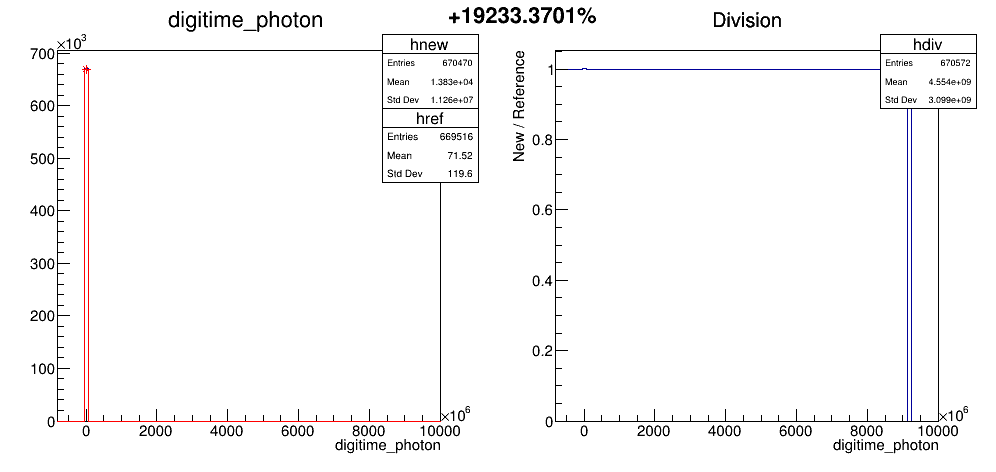 +19233.3701%
digitime_photon
×10³
700
600
500
400
300
200
100
0
0
2000
4000
6000
8000
10000
×10⁶
digitime_photon
hnew
Entries 670470
Mean 1.383e+04
Std Dev 1.126e+07
href
Entries 669516
Mean 71.52
Std Dev 119.6
Division
New / Reference
1
0.8
0.6
0.4
0.2
0
0
2000
4000
6000
8000
10000
×10⁶
digitime_photon
hdiv
Entries 670572
Mean 4.554e+09
Std Dev 3.099e+09